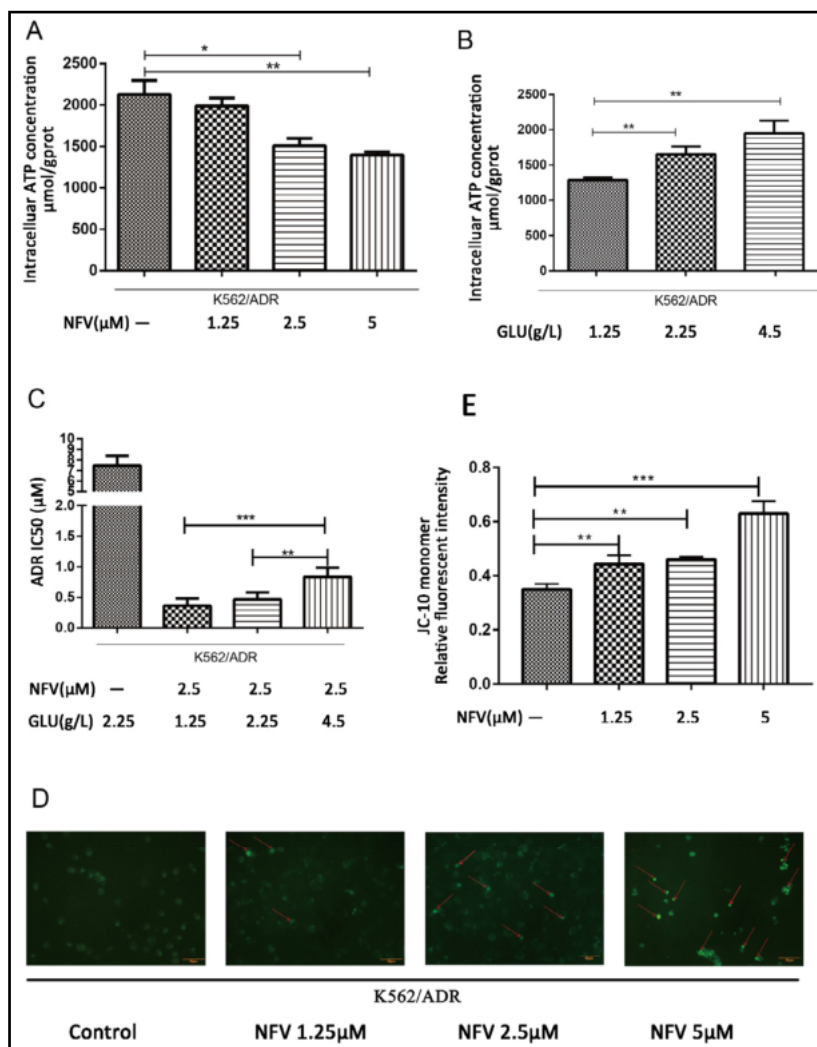 A
Intracelluar ATP concentration
μmol/gprot
2500
2000
1500
1000
500
0
*
**
K562/ADR
NFV(μM) — 1.25 2.5 5
B
Intracelluar ATP concentration
μmol/gprot
2500
2000
1500
1000
500
0
**
**
K562/ADR
GLU(g/L) 1.25 2.25 4.5
C
ADR IC50 (μM)
10
9
8
7
6
5
2.0
1.5
1.0
0.5
0.0
***
**
K562/ADR
NFV(μM) — 2.5 2.5 2.5
GLU(g/L) 2.25 1.25 2.25 4.5
E
JC-10 monomer
Relative fluorescent intensity
0.8
0.6
0.4
0.2
0.0
***
**
**
NFV(μM) — 1.25 2.5 5
D
K562/ADR
Control NFV 1.25μM NFV 2.5μM NFV 5μM